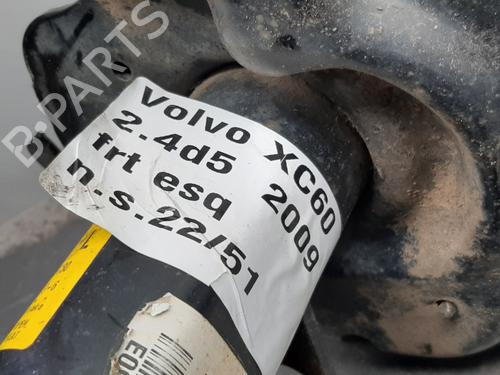 B-PARTS
Volvo XC60
2.4d5 2009
frt esq
n.s.22/51